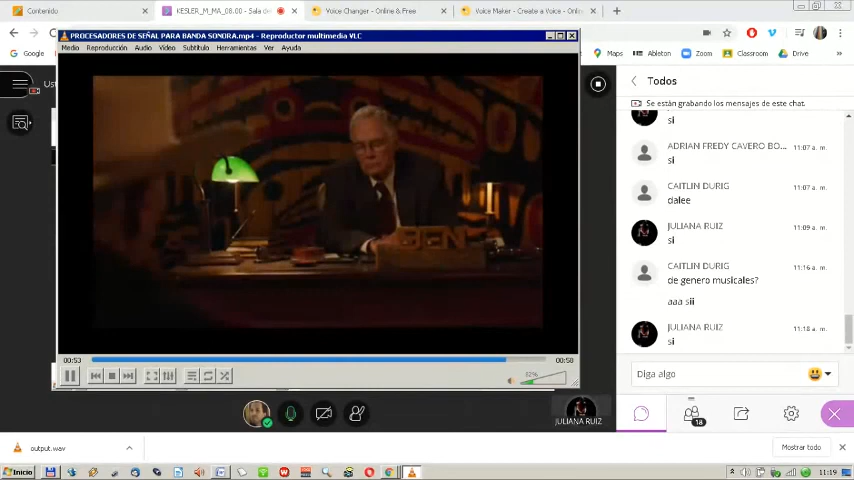 Contenido
KESLER_M_MA_08.00 - Sala de
Voice Changer - Online & Free
Voice Maker - Create a Voice - Onlin
PROCESADORES DE SEÑAL PARA BANDA SONORA.mp4 - Reproductor multimedia VLC
Medio Reproducción Audio Vídeo Subtítulo Herramientas Ver Ayuda
Google
Maps
Ableton
Zoom
Classroom
Drive
Todos
Se están grabando los mensajes de este chat.
sii
ADRIAN FREDY CAVERO BO...
11:07 a. m.
si
CAITLIN DURIG
11:07 a. m.
dalee
JULIANA RUIZ
11:09 a. m.
si
CAITLIN DURIG
11:16 a. m.
de genero musicales?
aaa siii
JULIANA RUIZ
11:18 a. m.
si
GEN
00:53
00:58
82%
Diga algo
JULIANA RUIZ
18
output.wav
Mostrar todo
Inicio
11:19